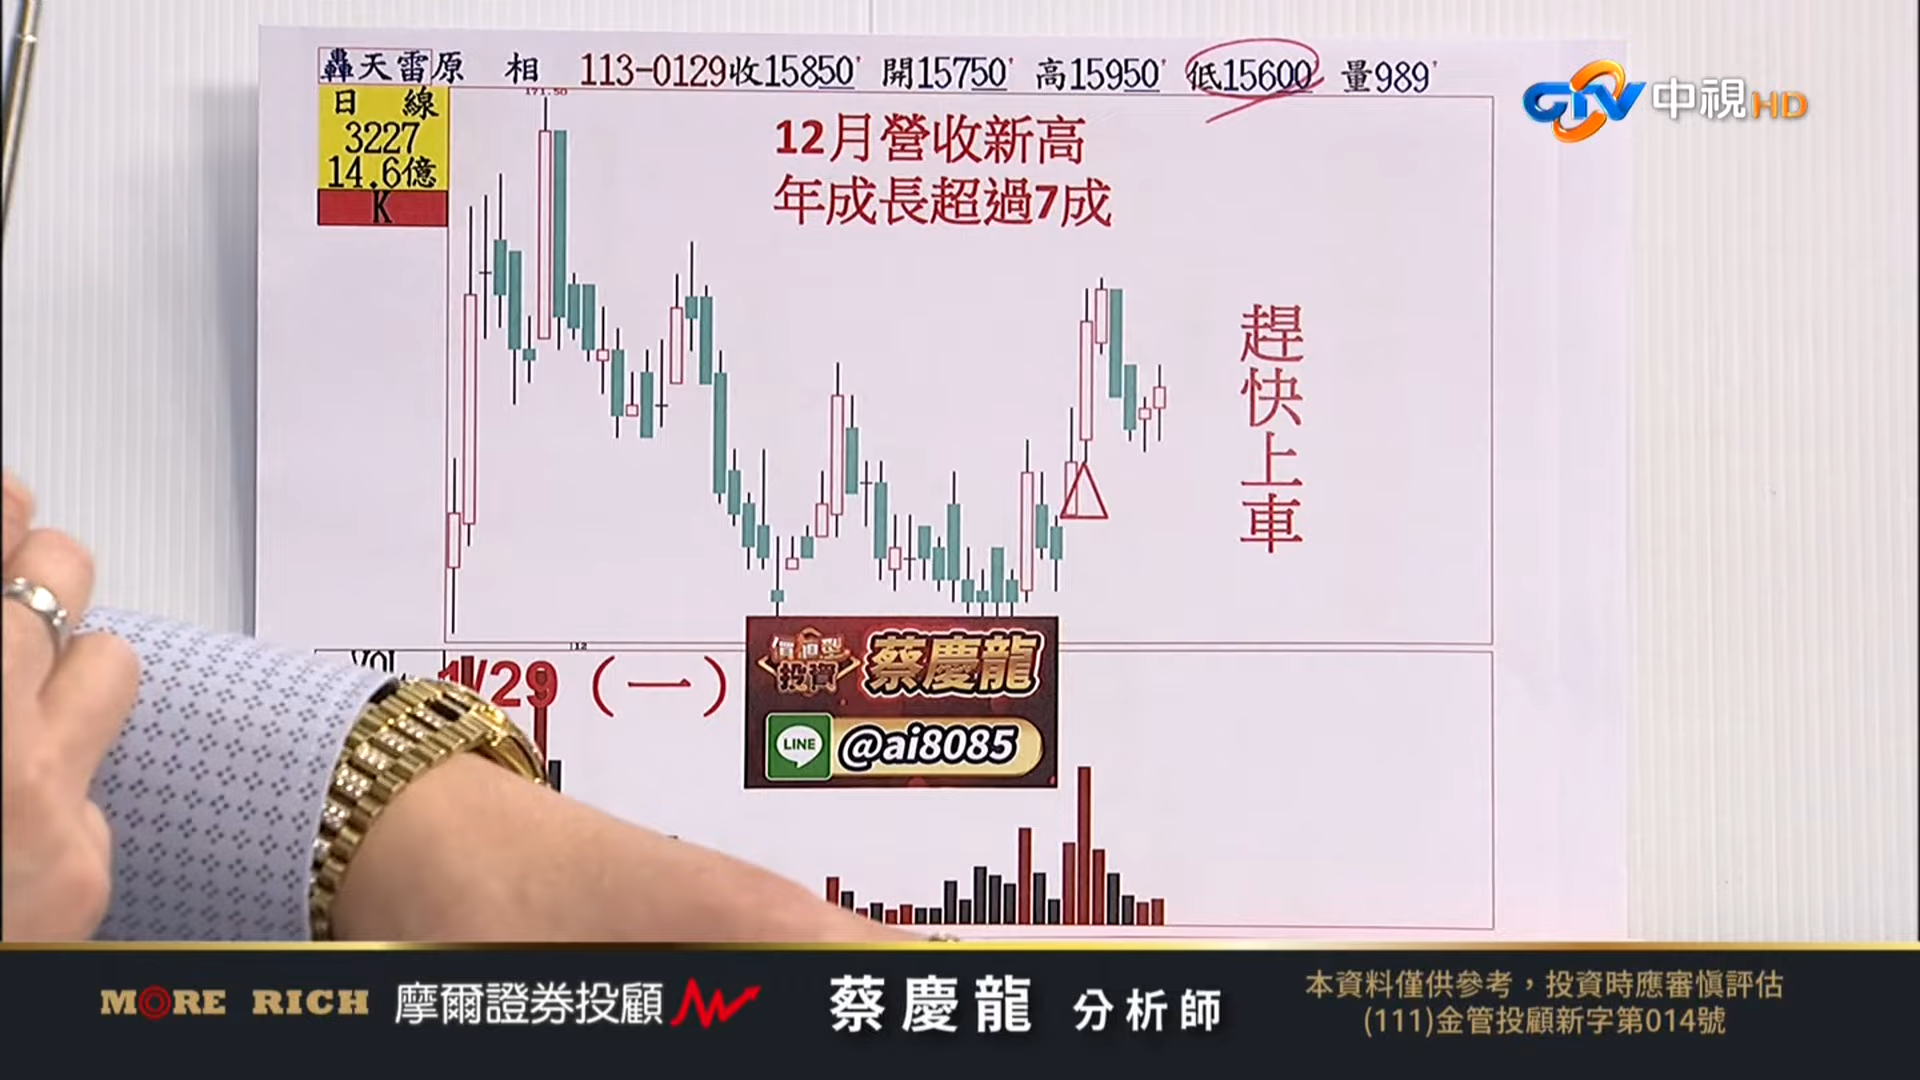 轟天雷 原 相 113-0129 收15850' 開15750' 高15950' 低15600 量989'
日 線
3227
14.6億
K
171.50
12月營收新高
年成長超過7成
趕快上車
12
VOL
1/29（一）
價值型
投資
蔡慶龍
LINE @ai8085
CTV 中視HD
MORE RICH 摩爾證券投顧 蔡慶龍 分析師
本資料僅供參考，投資時應審慎評估
(111)金管投顧新字第014號